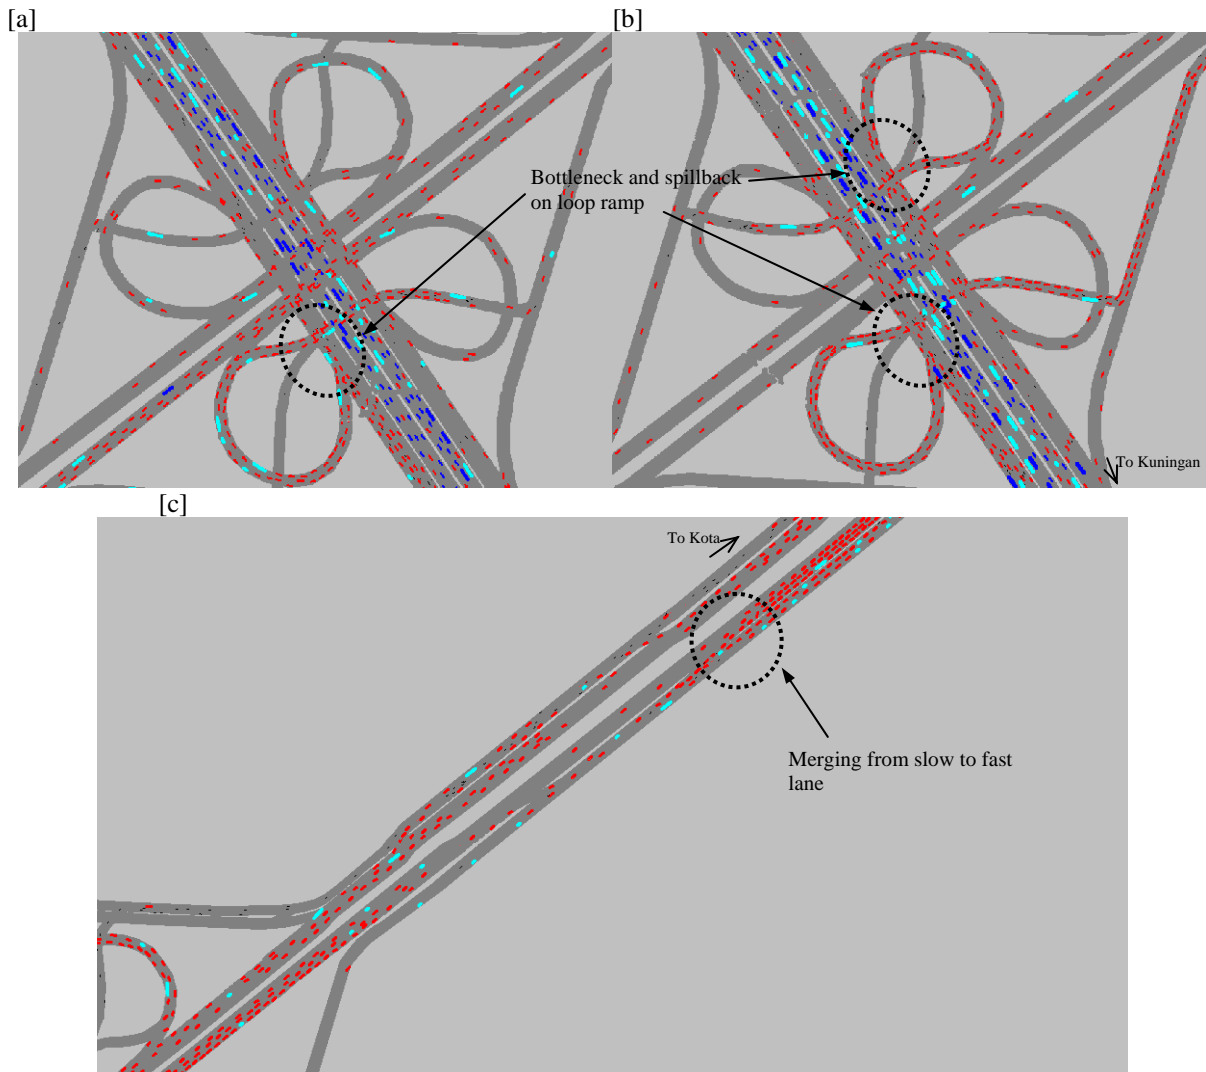 [a]
[b]
Bottleneck and spillback
on loop ramp
To Kuningan
[c]
To Kota
Merging from slow to fast
lane